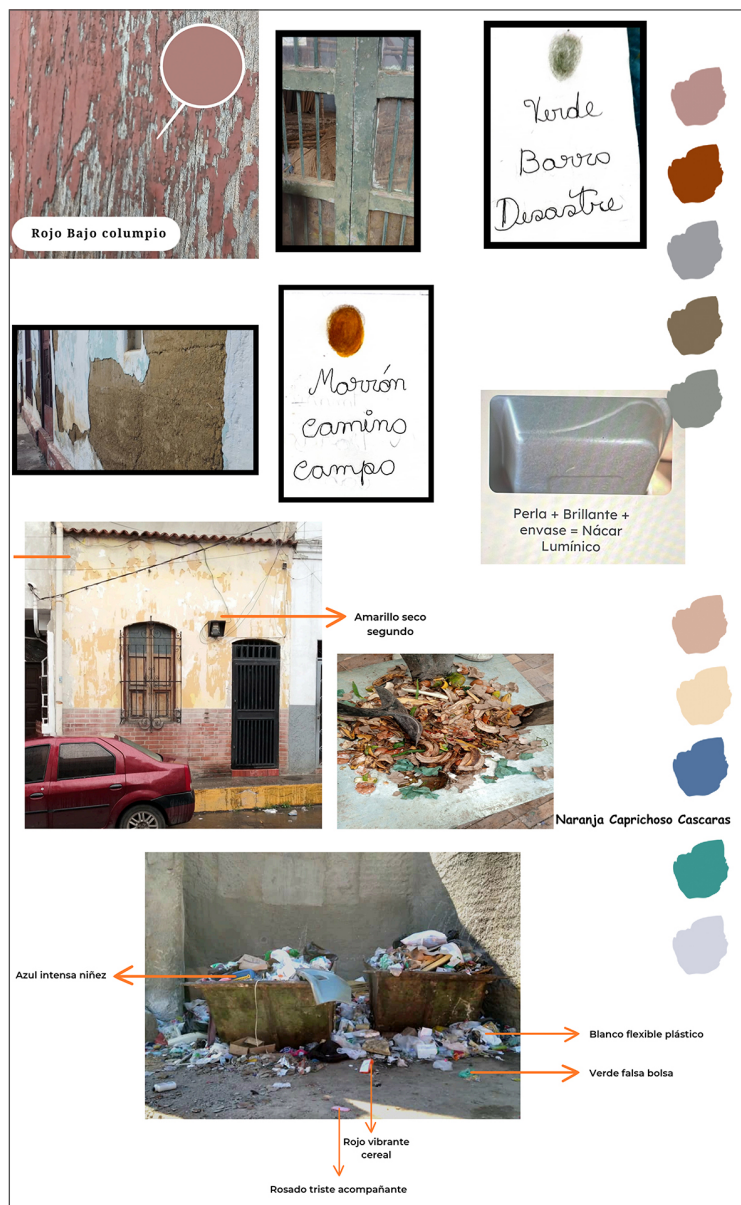 Rojo Bajo columpio
Verde
Barro
Desastre
Marrón
camino
campo
Perla + Brillante +
envase = Nácar
Lumínico
Amarillo seco
segundo
Naranja Caprichoso Cascaras
Azul intensa niñez
Blanco flexible plástico
Verde falsa bolsa
Rojo vibrante
cereal
Rosado triste acompañante